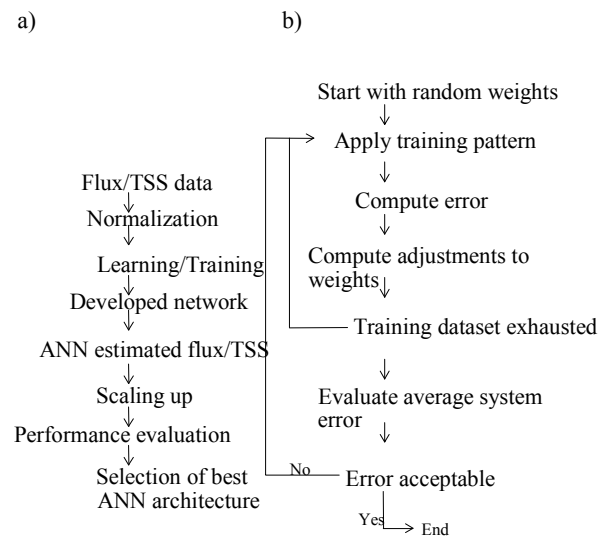 a)
Flux/TSS data
Normalization
Learning/Training
Developed network
ANN estimated flux/TSS
Scaling up
Performance evaluation
Selection of best
ANN architecture
b)
Start with random weights
Apply training pattern
Compute error
Compute adjustments to
weights
Training dataset exhausted
Evaluate average system
error
No
Error acceptable
Yes
End